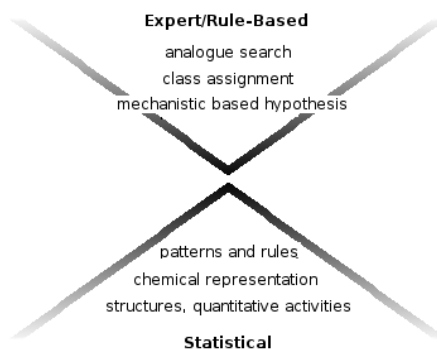 Expert/Rule-Based
analogue search
class assignment
mechanistic based hypothesis
patterns and rules
chemical representation
structures, quantitative activities
Statistical